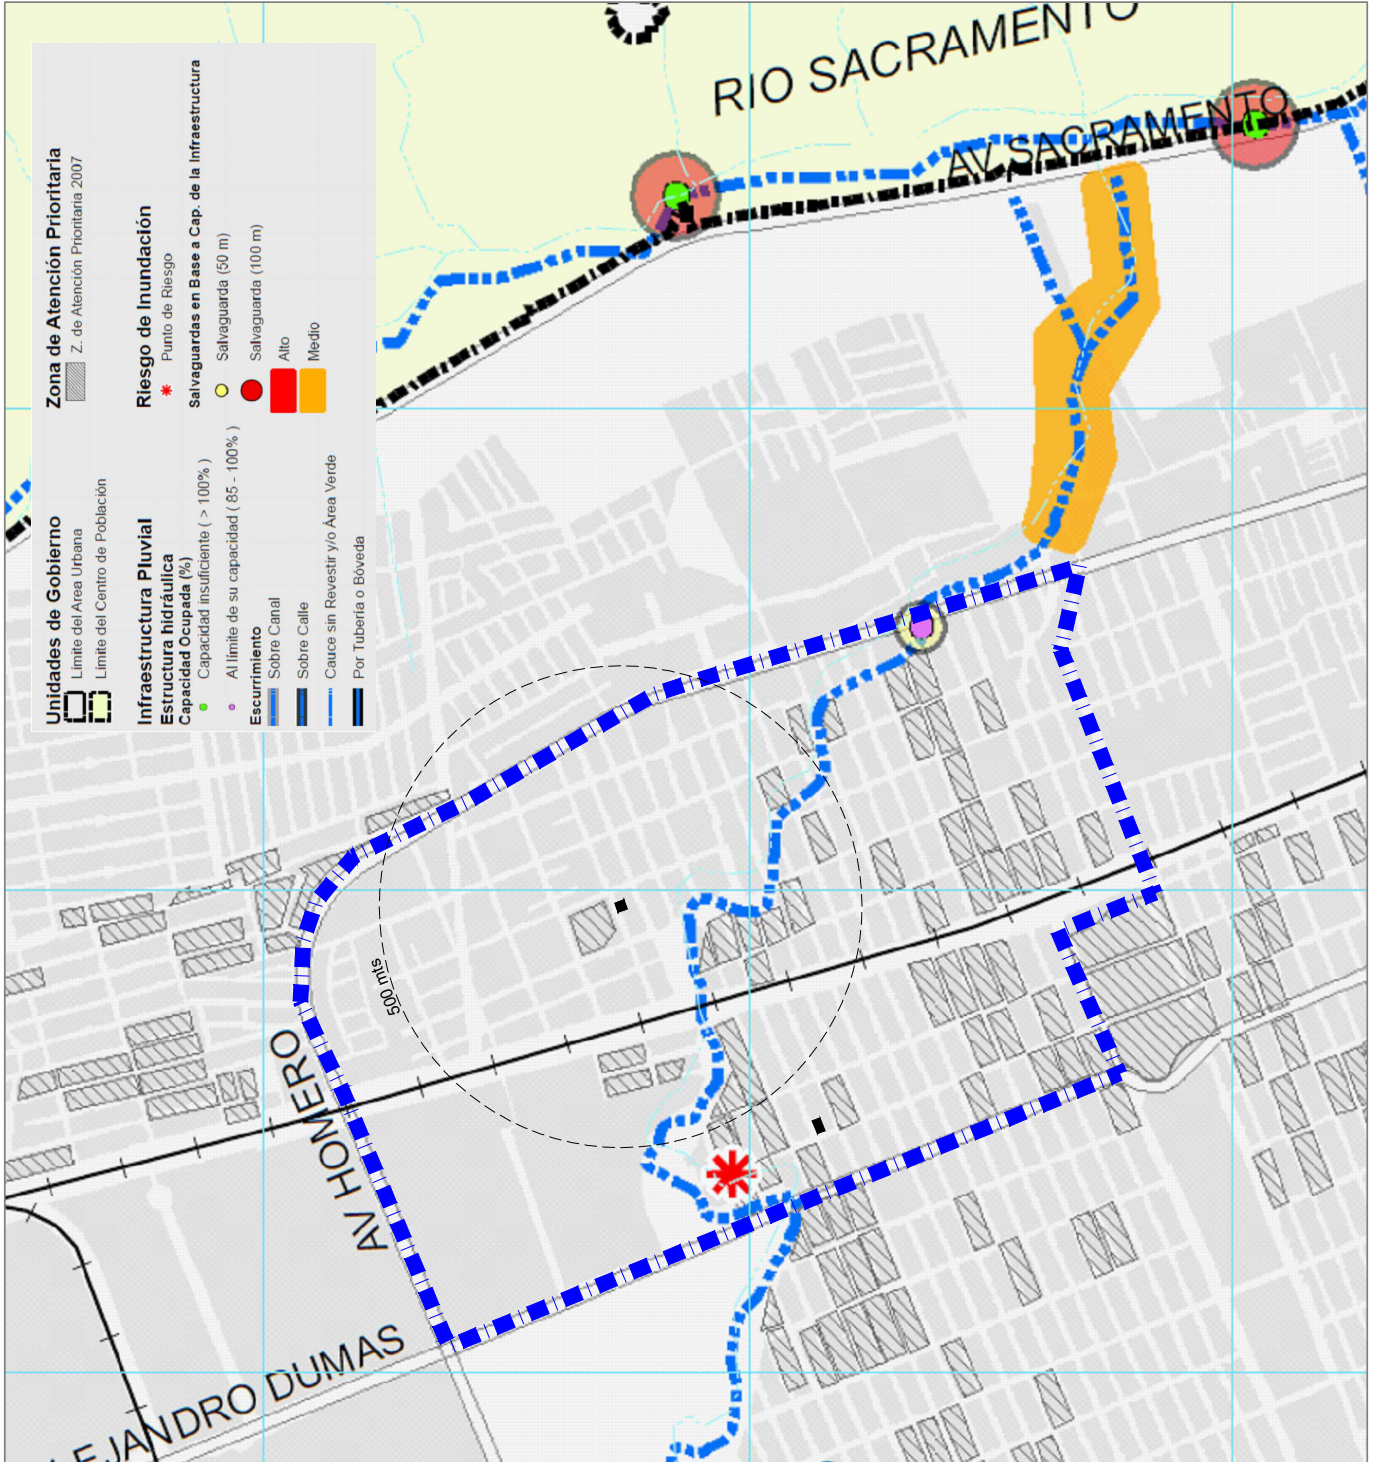 RIO SACRAMENTO
AV SACRAMENTO
Unidades de Gobierno
Límite del Area Urbana
Límite del Centro de Población
Zona de Atención Prioritaria
Z. de Atención Prioritaria 2007
Infraestructura Pluvial
Estructura hidráulica
Capacidad Ocupada (%)
Capacidad insuficiente ( > 100% )
Al límite de su capacidad ( 85 - 100% )
Escurrimiento
Sobre Canal
Sobre Calle
Cauce sin Revestir y/o Área Verde
Por Tubería o Bóveda
Riesgo de Inundación
Punto de Riesgo
Salvaguardas en Base a Cap. de la Infraestructura
Salvaguarda (50 m)
Salvaguarda (100 m)
Alto
Medio
500 mts
AV HOMERO
LEJANDRO DUMAS